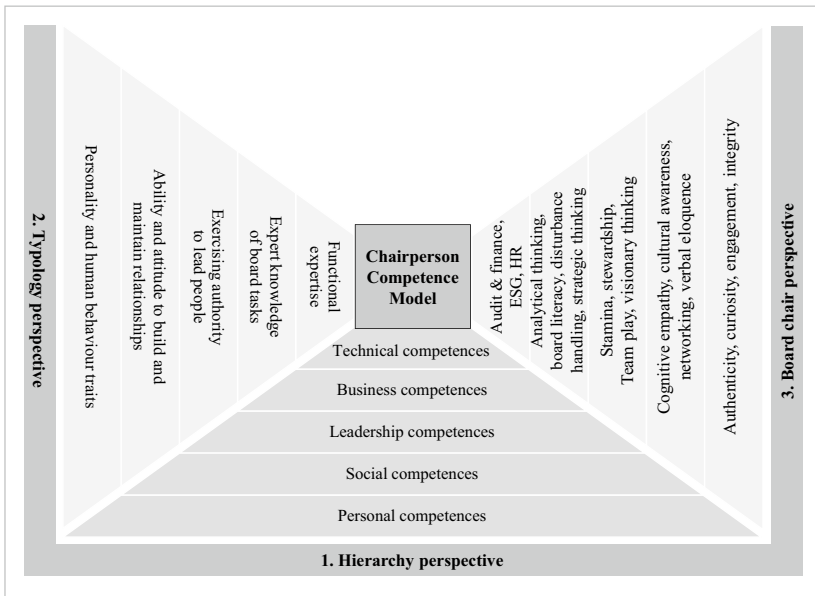 2. Typology perspective
Personality and human behaviour traits
Ability and attitude to build and
maintain relationships
Exercising authority
to lead people
Expert knowledge
of board tasks
Functional
expertise
Chairperson
Competence
Model
Technical competences
Business competences
Leadership competences
Social competences
Personal competences
1. Hierarchy perspective
Audit & finance,
ESG, HR
Analytical thinking,
board literacy, disturbance
handling, strategic thinking
Stamina, stewardship,
Team play, visionary thinking
Cognitive empathy, cultural awareness,
networking, verbal eloquence
Authenticity, curiosity, engagement, integrity
3. Board chair perspective